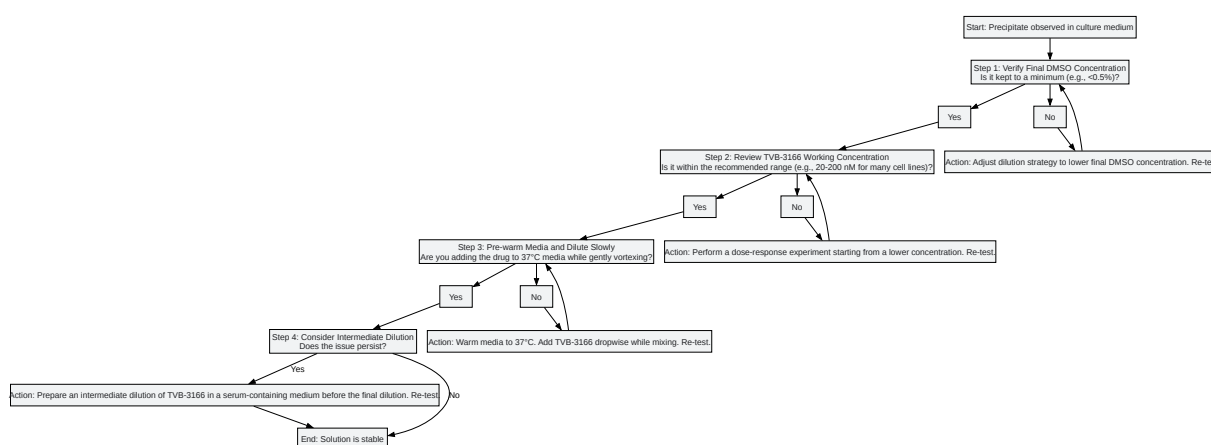 Start: Precipitate observed in culture medium
Step 1: Verify Final DMSO Concentration
Is it kept to a minimum (e.g., <0.5%)?
Yes
No
Action: Adjust dilution strategy to lower final DMSO concentration. Re-te
Step 2: Review TVB-3166 Working Concentration
Is it within the recommended range (e.g., 20-200 nM for many cell lines)?
Yes
No
Action: Perform a dose-response experiment starting from a lower concentration. Re-test.
Step 3: Pre-warm Media and Dilute Slowly
Are you adding the drug to 37°C media while gently vortexing?
Yes
No
Action: Warm media to 37°C. Add TVB-3166 dropwise while mixing. Re-test.
Step 4: Consider Intermediate Dilution
Does the issue persist?
Yes
No
Action: Prepare an intermediate dilution of TVB-3166 in a serum-containing medium before the final dilution. Re-test.
End: Solution is stable